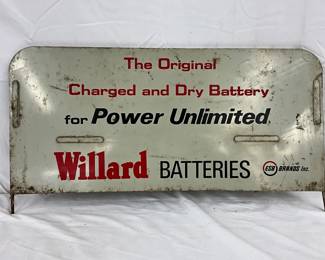 The Original
Charged and Dry Battery
for Power Unlimited
Willard BATTERIES ESB BRANDS Inc.